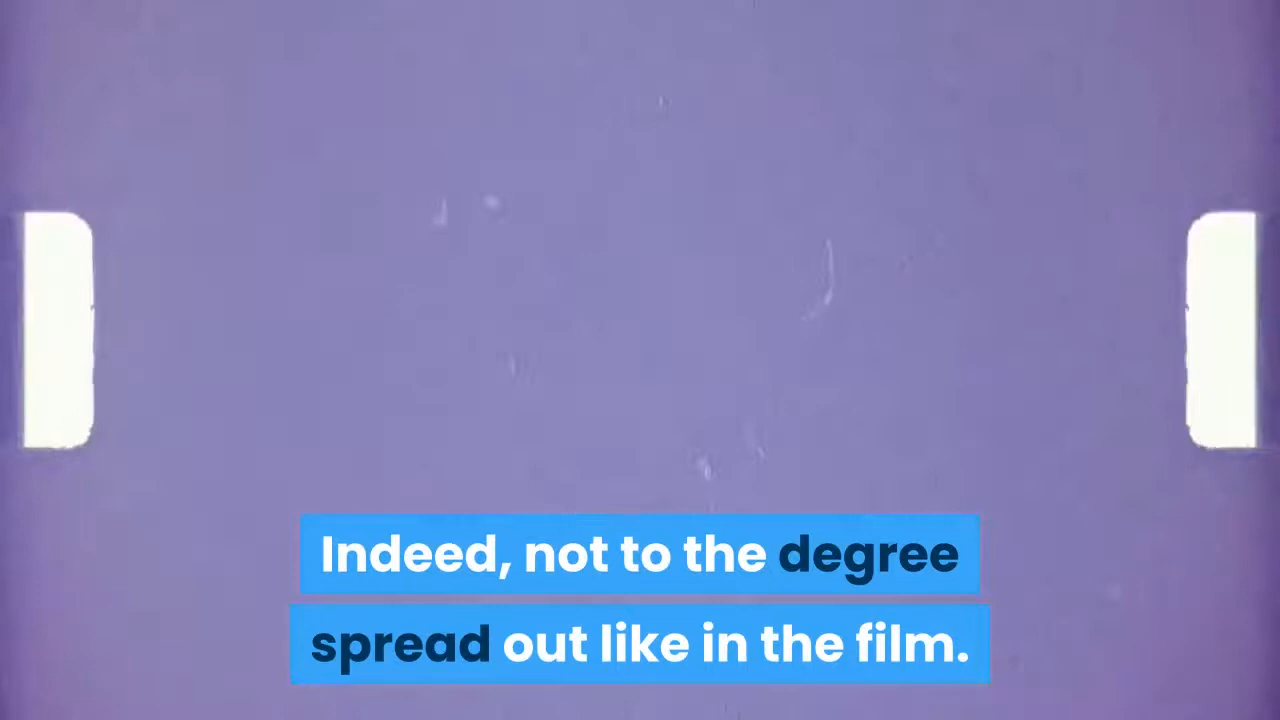 Indeed, not to the degree
spread out like in the film.